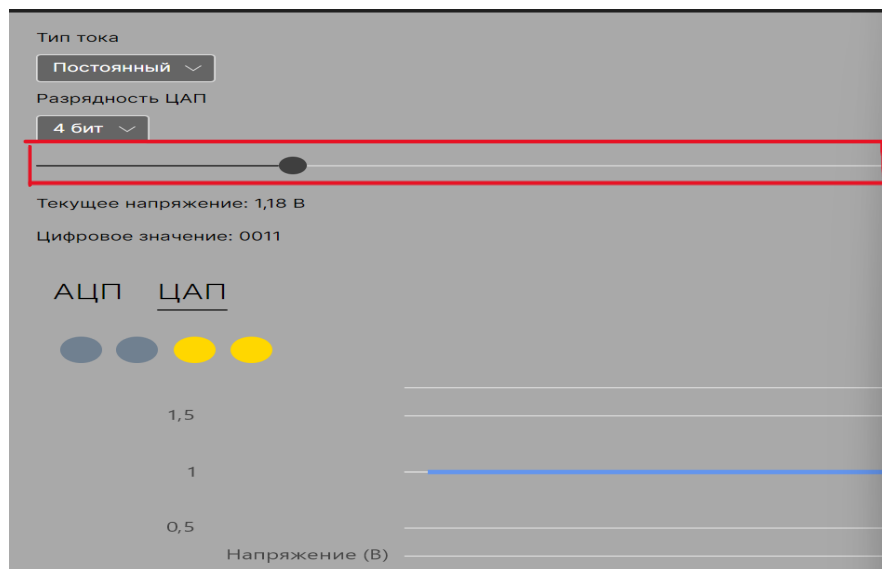 Тип тока
Постоянный
Разрядность ЦАП
4 бит
Текущее напряжение: 1,18 В
Цифровое значение: 0011
АЦП ЦАП
1,5
1
0,5
Напряжение (В)